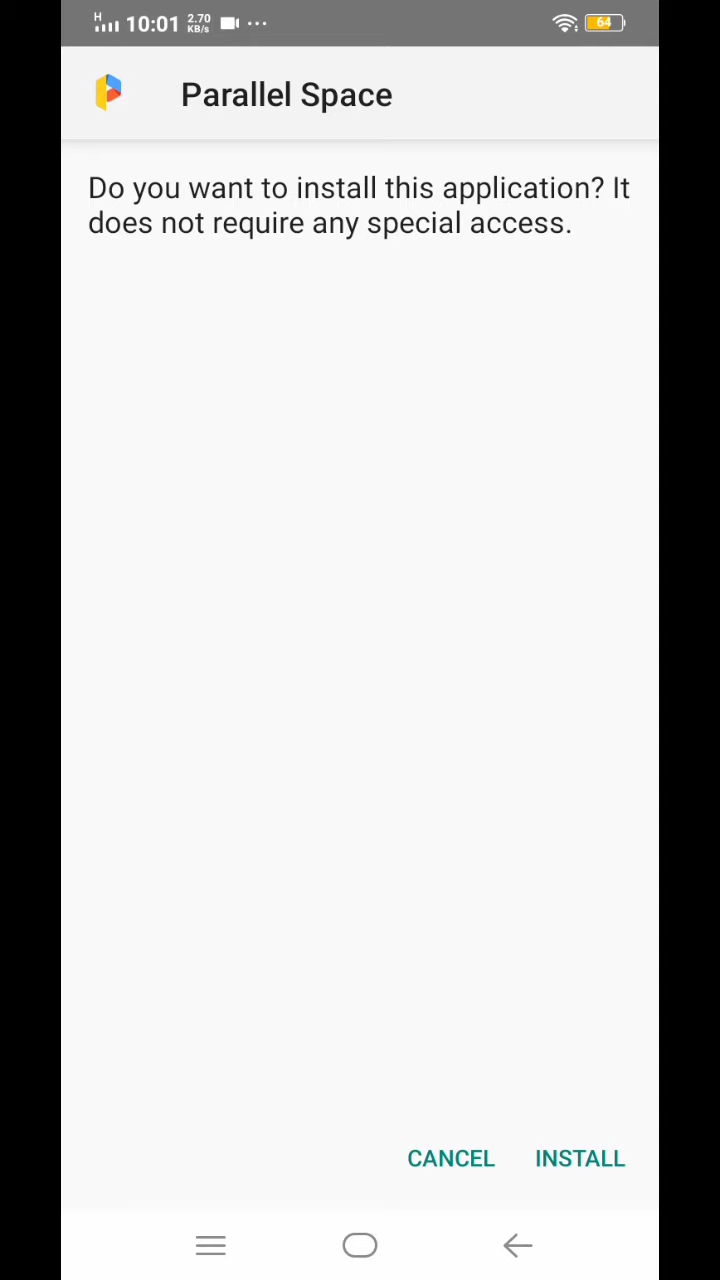 H 10:01 2.70 KB/s ... 64
Parallel Space
Do you want to install this application? It
does not require any special access.
CANCEL INSTALL